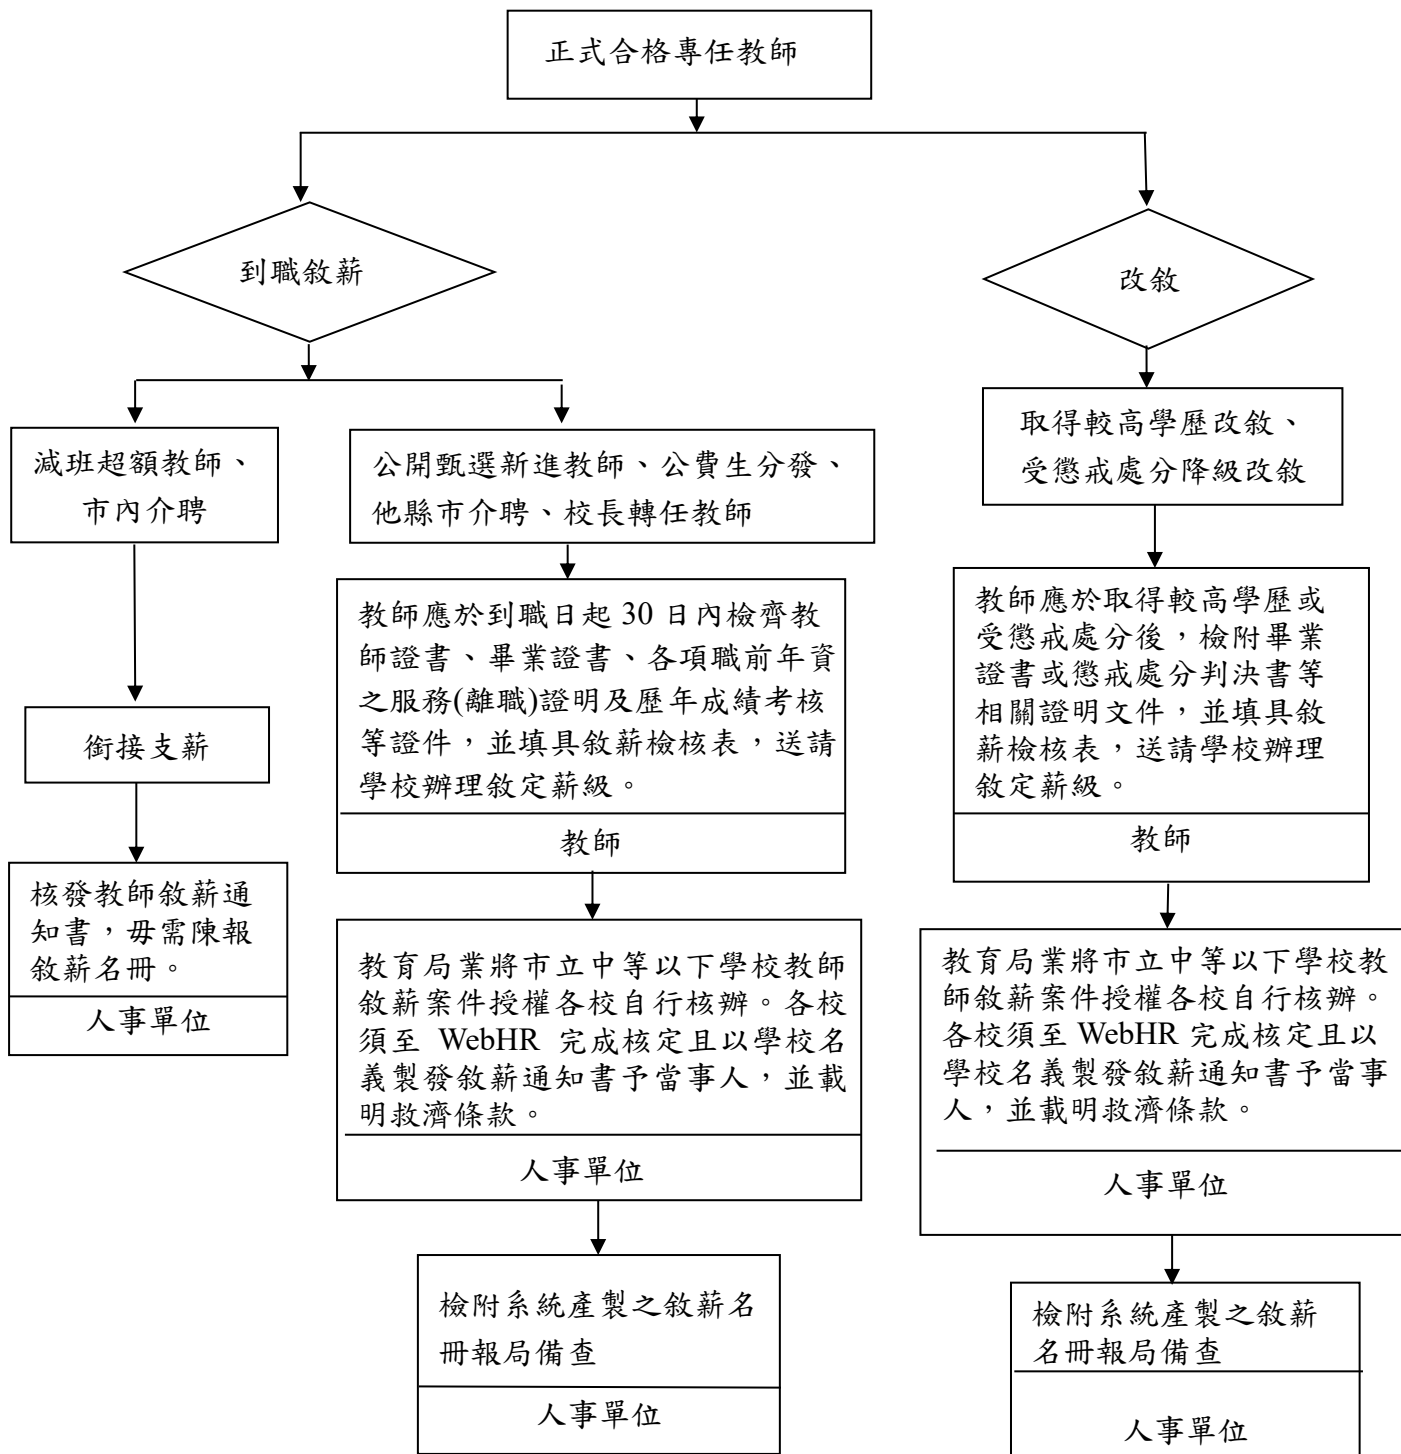 正式合格專任教師
到職敘薪
改敘
減班超額教師、
市內介聘
公開甄選新進教師、公費生分發、
他縣市介聘、校長轉任教師
取得較高學歷改敘、
受懲戒處分降級改敘
銜接支薪
教師應於到職日起 30 日內檢齊教
師證書、畢業證書、各項職前年資
之服務(離職)證明及歷年成績考核
等證件，並填具敘薪檢核表，送請
學校辦理敘定薪級。
教師
教師應於取得較高學歷或
受懲戒處分後，檢附畢業
證書或懲戒處分判決書等
相關證明文件，並填具敘
薪檢核表，送請學校辦理
敘定薪級。
教師
核發教師敘薪通
知書，毋需陳報
敘薪名冊。
人事單位
教育局業將市立中等以下學校教師
敘薪案件授權各校自行核辦。各校
須至 WebHR 完成核定且以學校名
義製發敘薪通知書予當事人，並載
明救濟條款。
人事單位
教育局業將市立中等以下學校教
師敘薪案件授權各校自行核辦。
各校須至 WebHR 完成核定且以
學校名義製發敘薪通知書予當事
人，並載明救濟條款。
人事單位
檢附系統產製之敘薪名
冊報局備查
人事單位
檢附系統產製之敘薪
名冊報局備查
人事單位